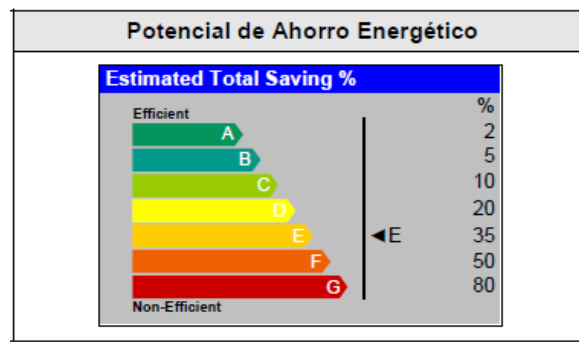 Potencial de Ahorro Energético
Estimated Total Saving %
Efficient %
A 2
B 5
C 10
D 20
E ◄E 35
F 50
G 80
Non-Efficient